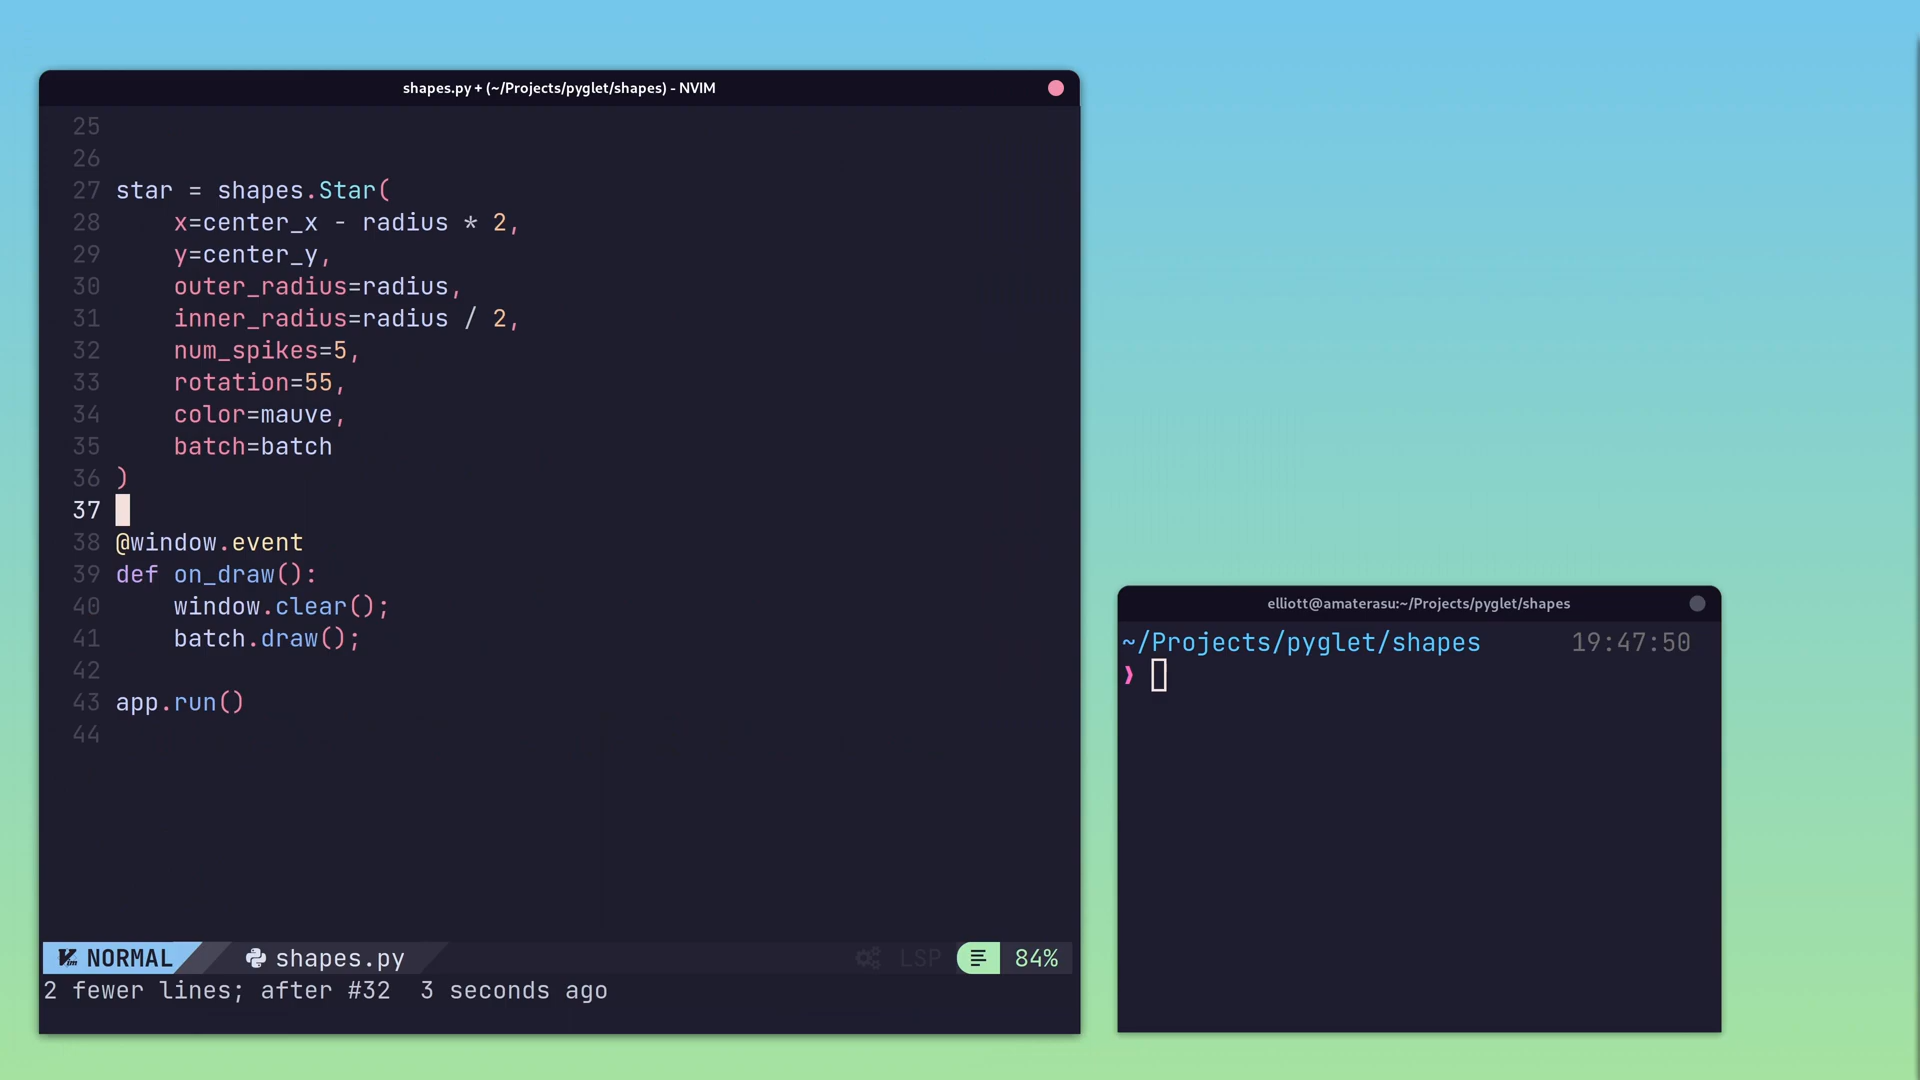 shapes.py + (~/Projects/pyglet/shapes) - NVIM
25
26
27 star = shapes.Star(
28     x=center_x - radius * 2,
29     y=center_y,
30     outer_radius=radius,
31     inner_radius=radius / 2,
32     num_spikes=5,
33     rotation=55,
34     color=mauve,
35     batch=batch
36 )
37
38 @window.event
39 def on_draw():
40     window.clear();
41     batch.draw();
42
43 app.run()
44
NORMAL shapes.py LSP 84%
2 fewer lines; after #32  3 seconds ago
elliott@amaterasu:~/Projects/pyglet/shapes
~/Projects/pyglet/shapes 19:47:50
❯